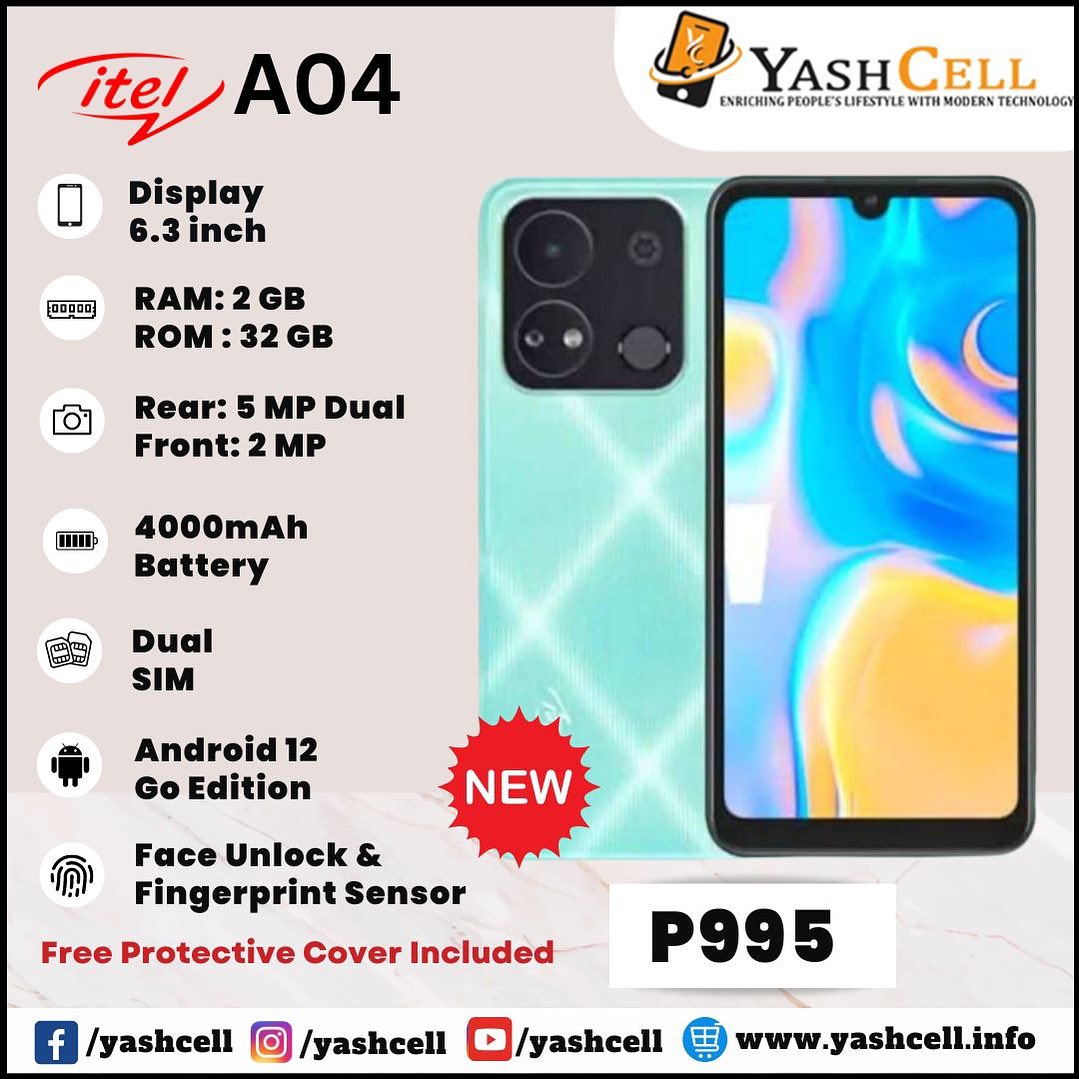 itel A04
YASHCELL
ENRICHING PEOPLE'S LIFESTYLE WITH MODERN TECHNOLOGY
Display
6.3 inch
RAM: 2 GB
ROM : 32 GB
Rear: 5 MP Dual
Front: 2 MP
4000mAh
Battery
Dual
SIM
Android 12
Go Edition
Face Unlock &
Fingerprint Sensor
NEW
Free Protective Cover Included
P995
/yashcell /yashcell /yashcell www.yashcell.info